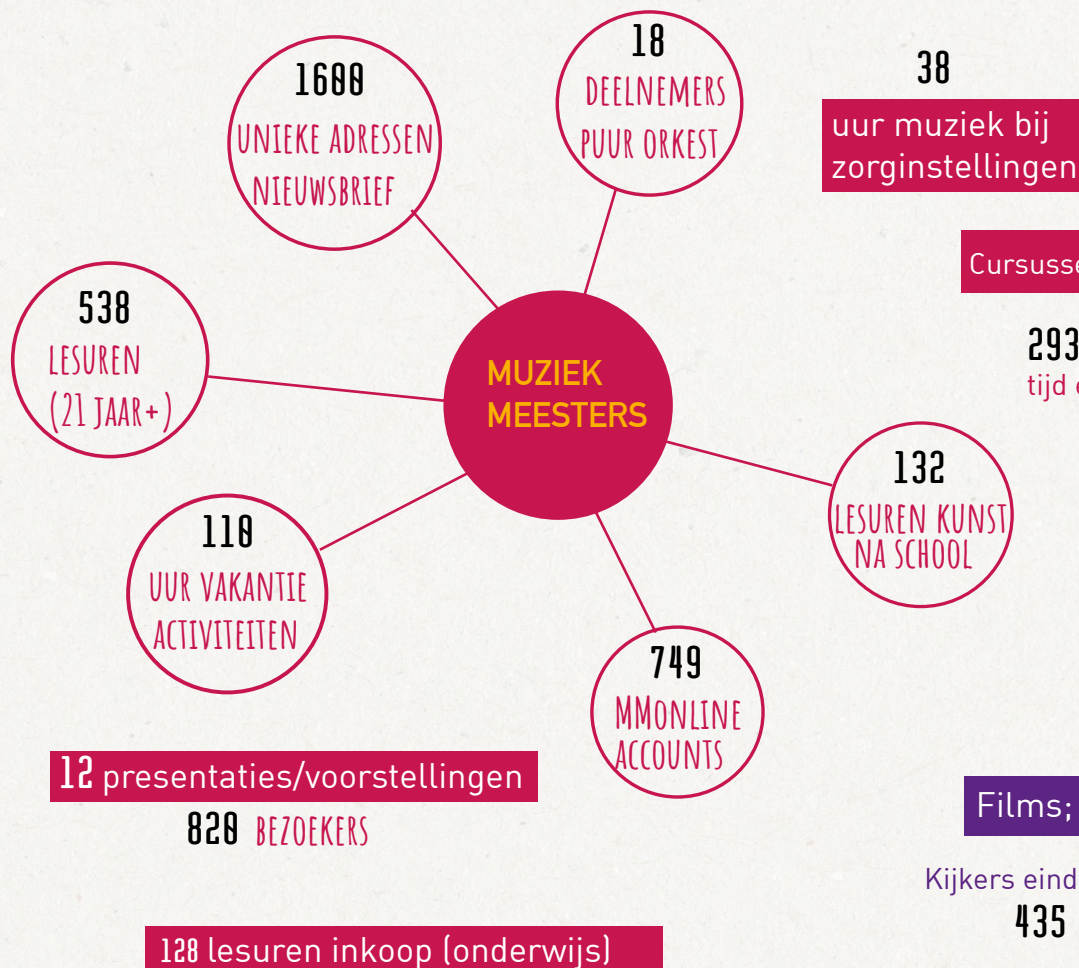 1600
UNIEKE ADRESSEN
NIEUWSBRIEF
18
DEELNEMERS
PUUR ORKEST
38
uur muziek bij
zorginstellingen
538
LESUREN
(21 JAAR+)
MUZIEK
MEESTERS
293
tijd
132
LESUREN KUNST
NA SCHOOL
110
UUR VAKANTIE
ACTIVITEITEN
749
MMONLINE
ACCOUNTS
12 presentaties/voorstellingen
820 BEZOEKERS
Films;
Kijkers eind
435
128 lesuren inkoop (onderwijs)